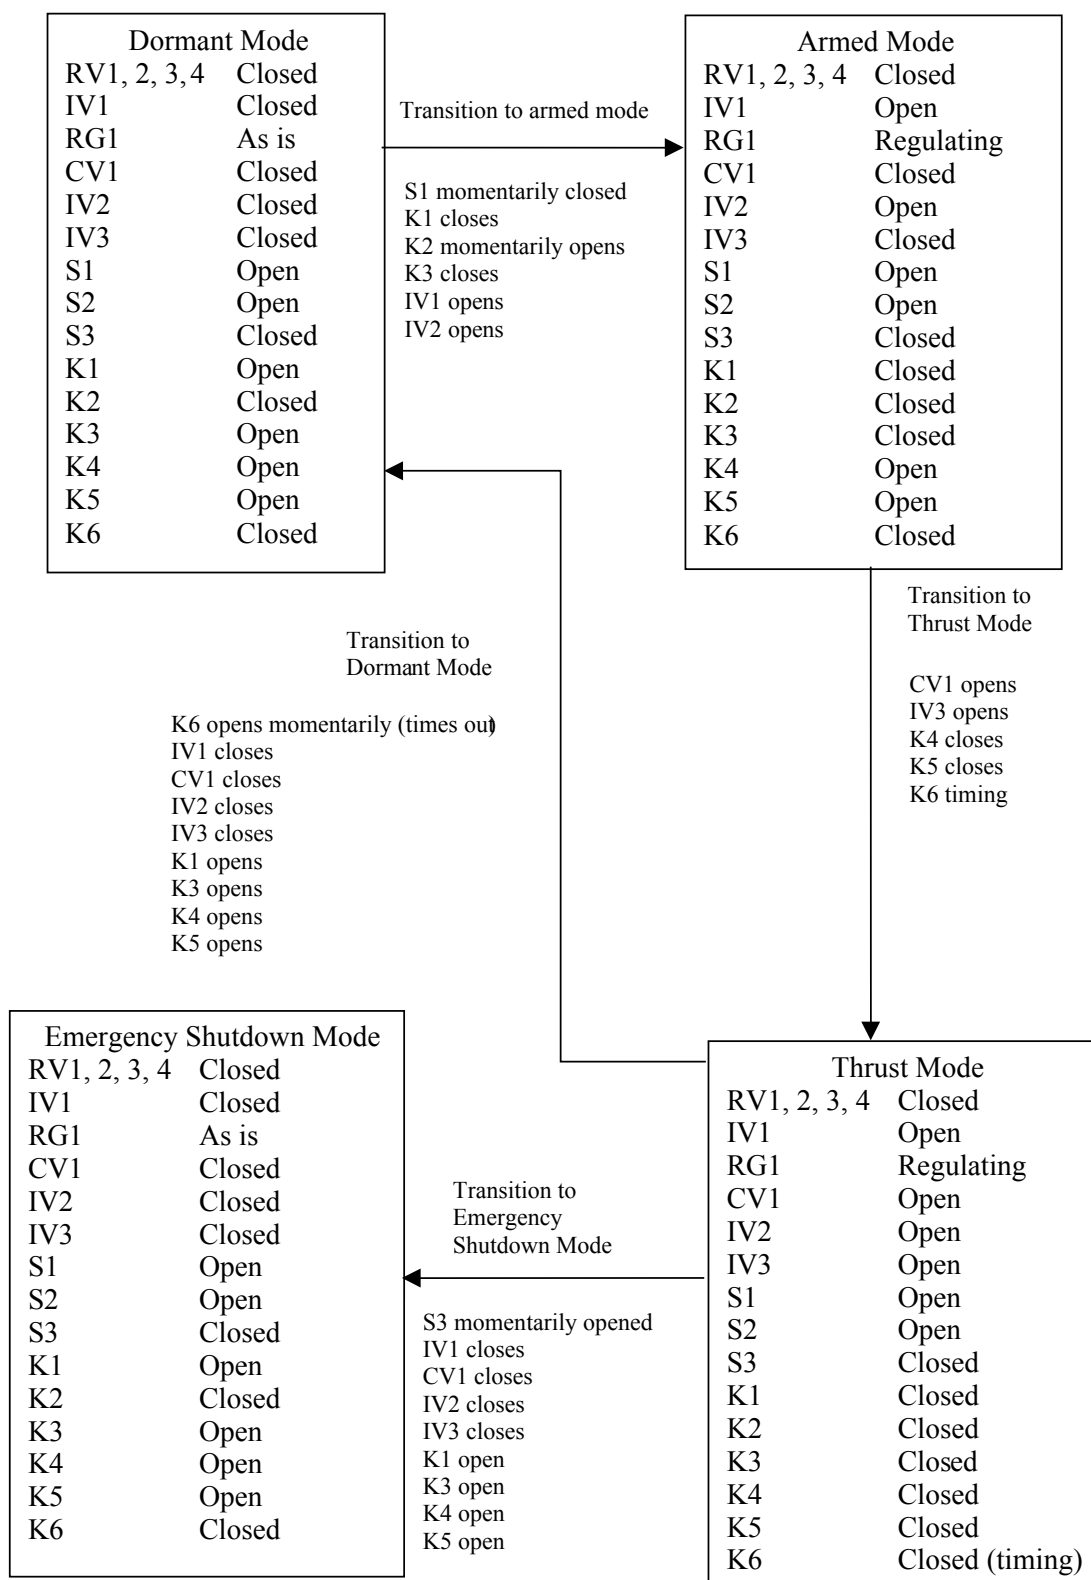 Dormant Mode
RV1, 2, 3, 4 Closed
IV1 Closed
RG1 As is
CV1 Closed
IV2 Closed
IV3 Closed
S1 Open
S2 Open
S3 Closed
K1 Open
K2 Closed
K3 Open
K4 Open
K5 Open
K6 Closed
Transition to armed mode
S1 momentarily closed
K1 closes
K2 momentarily opens
K3 closes
IV1 opens
IV2 opens
Armed Mode
RV1, 2, 3, 4 Closed
IV1 Open
RG1 Regulating
CV1 Closed
IV2 Open
IV3 Closed
S1 Open
S2 Open
S3 Closed
K1 Closed
K2 Closed
K3 Closed
K4 Open
K5 Open
K6 Closed
Transition to
Thrust Mode
CV1 opens
IV3 opens
K4 closes
K5 closes
K6 timing
Transition to
Dormant Mode
K6 opens momentarily (times out)
IV1 closes
CV1 closes
IV2 closes
IV3 closes
K1 opens
K3 opens
K4 opens
K5 opens
Emergency Shutdown Mode
RV1, 2, 3, 4 Closed
IV1 Closed
RG1 As is
CV1 Closed
IV2 Closed
IV3 Closed
S1 Open
S2 Open
S3 Closed
K1 Open
K2 Closed
K3 Open
K4 Open
K5 Open
K6 Closed
Transition to
Emergency
Shutdown Mode
S3 momentarily opened
IV1 closes
CV1 closes
IV2 closes
IV3 closes
K1 open
K3 open
K4 open
K5 open
Thrust Mode
RV1, 2, 3, 4 Closed
IV1 Open
RG1 Regulating
CV1 Open
IV2 Open
IV3 Open
S1 Open
S2 Open
S3 Closed
K1 Closed
K2 Closed
K3 Closed
K4 Closed
K5 Closed
K6 Closed (timing)